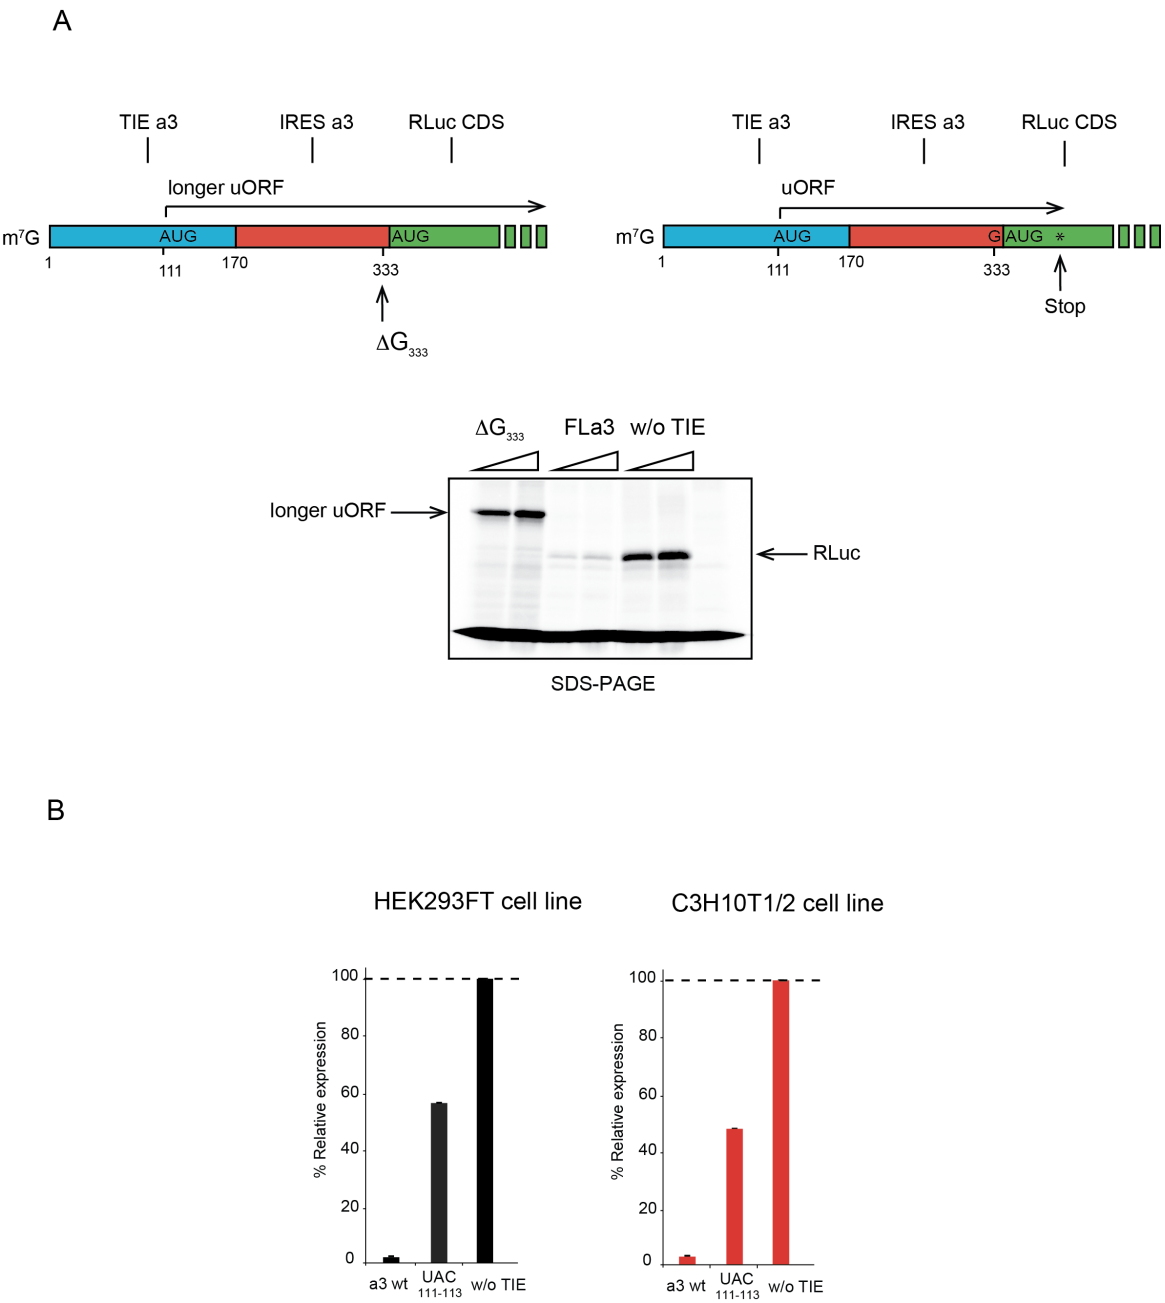 A
TIE a3 IRES a3 RLuc CDS
longer uORF
m⁷G AUG AUG
1 111 170 333
ΔG₃₃₃
TIE a3 IRES a3 RLuc CDS
uORF
m⁷G AUG G AUG *
1 111 170 333
Stop
ΔG₃₃₃ FLa3 w/o TIE
longer uORF
RLuc
SDS-PAGE
B
HEK293FT cell line
% Relative expression
100
80
60
40
20
0
a3 wt UAC 111-113 w/o TIE
C3H10T1/2 cell line
% Relative expression
100
80
60
40
20
0
a3 wt UAC 111-113 w/o TIE